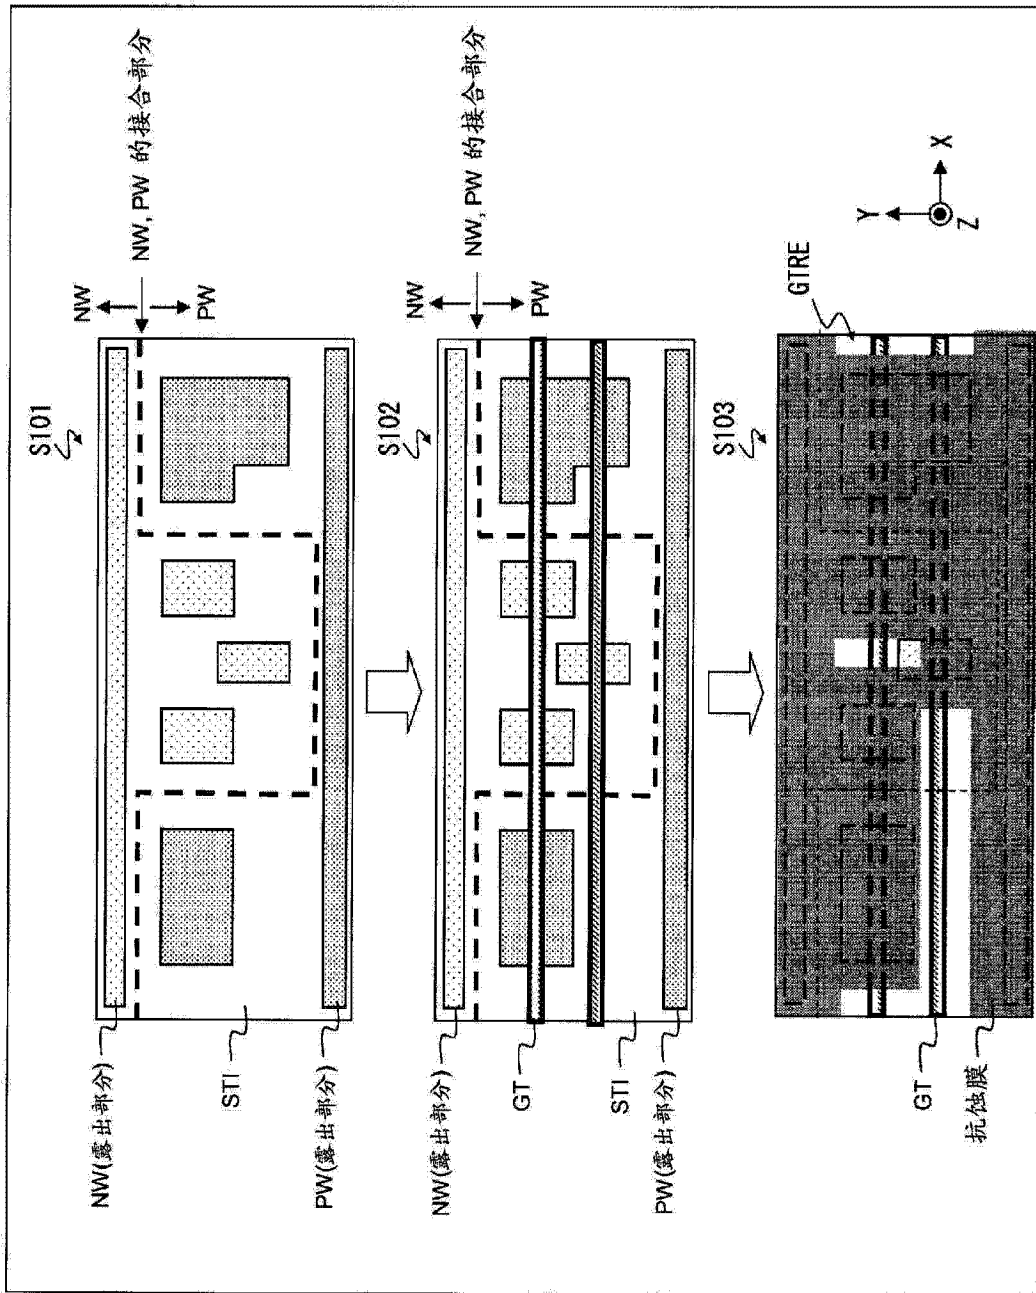 S101
NW
PW
NW, PW 的接合部分
NW(露出部分)
STI
PW(露出部分)
S102
NW
PW
NW, PW 的接合部分
NW(露出部分)
GT
STI
PW(露出部分)
S103
GTRE
GT
抗蚀膜
Y
X
Z